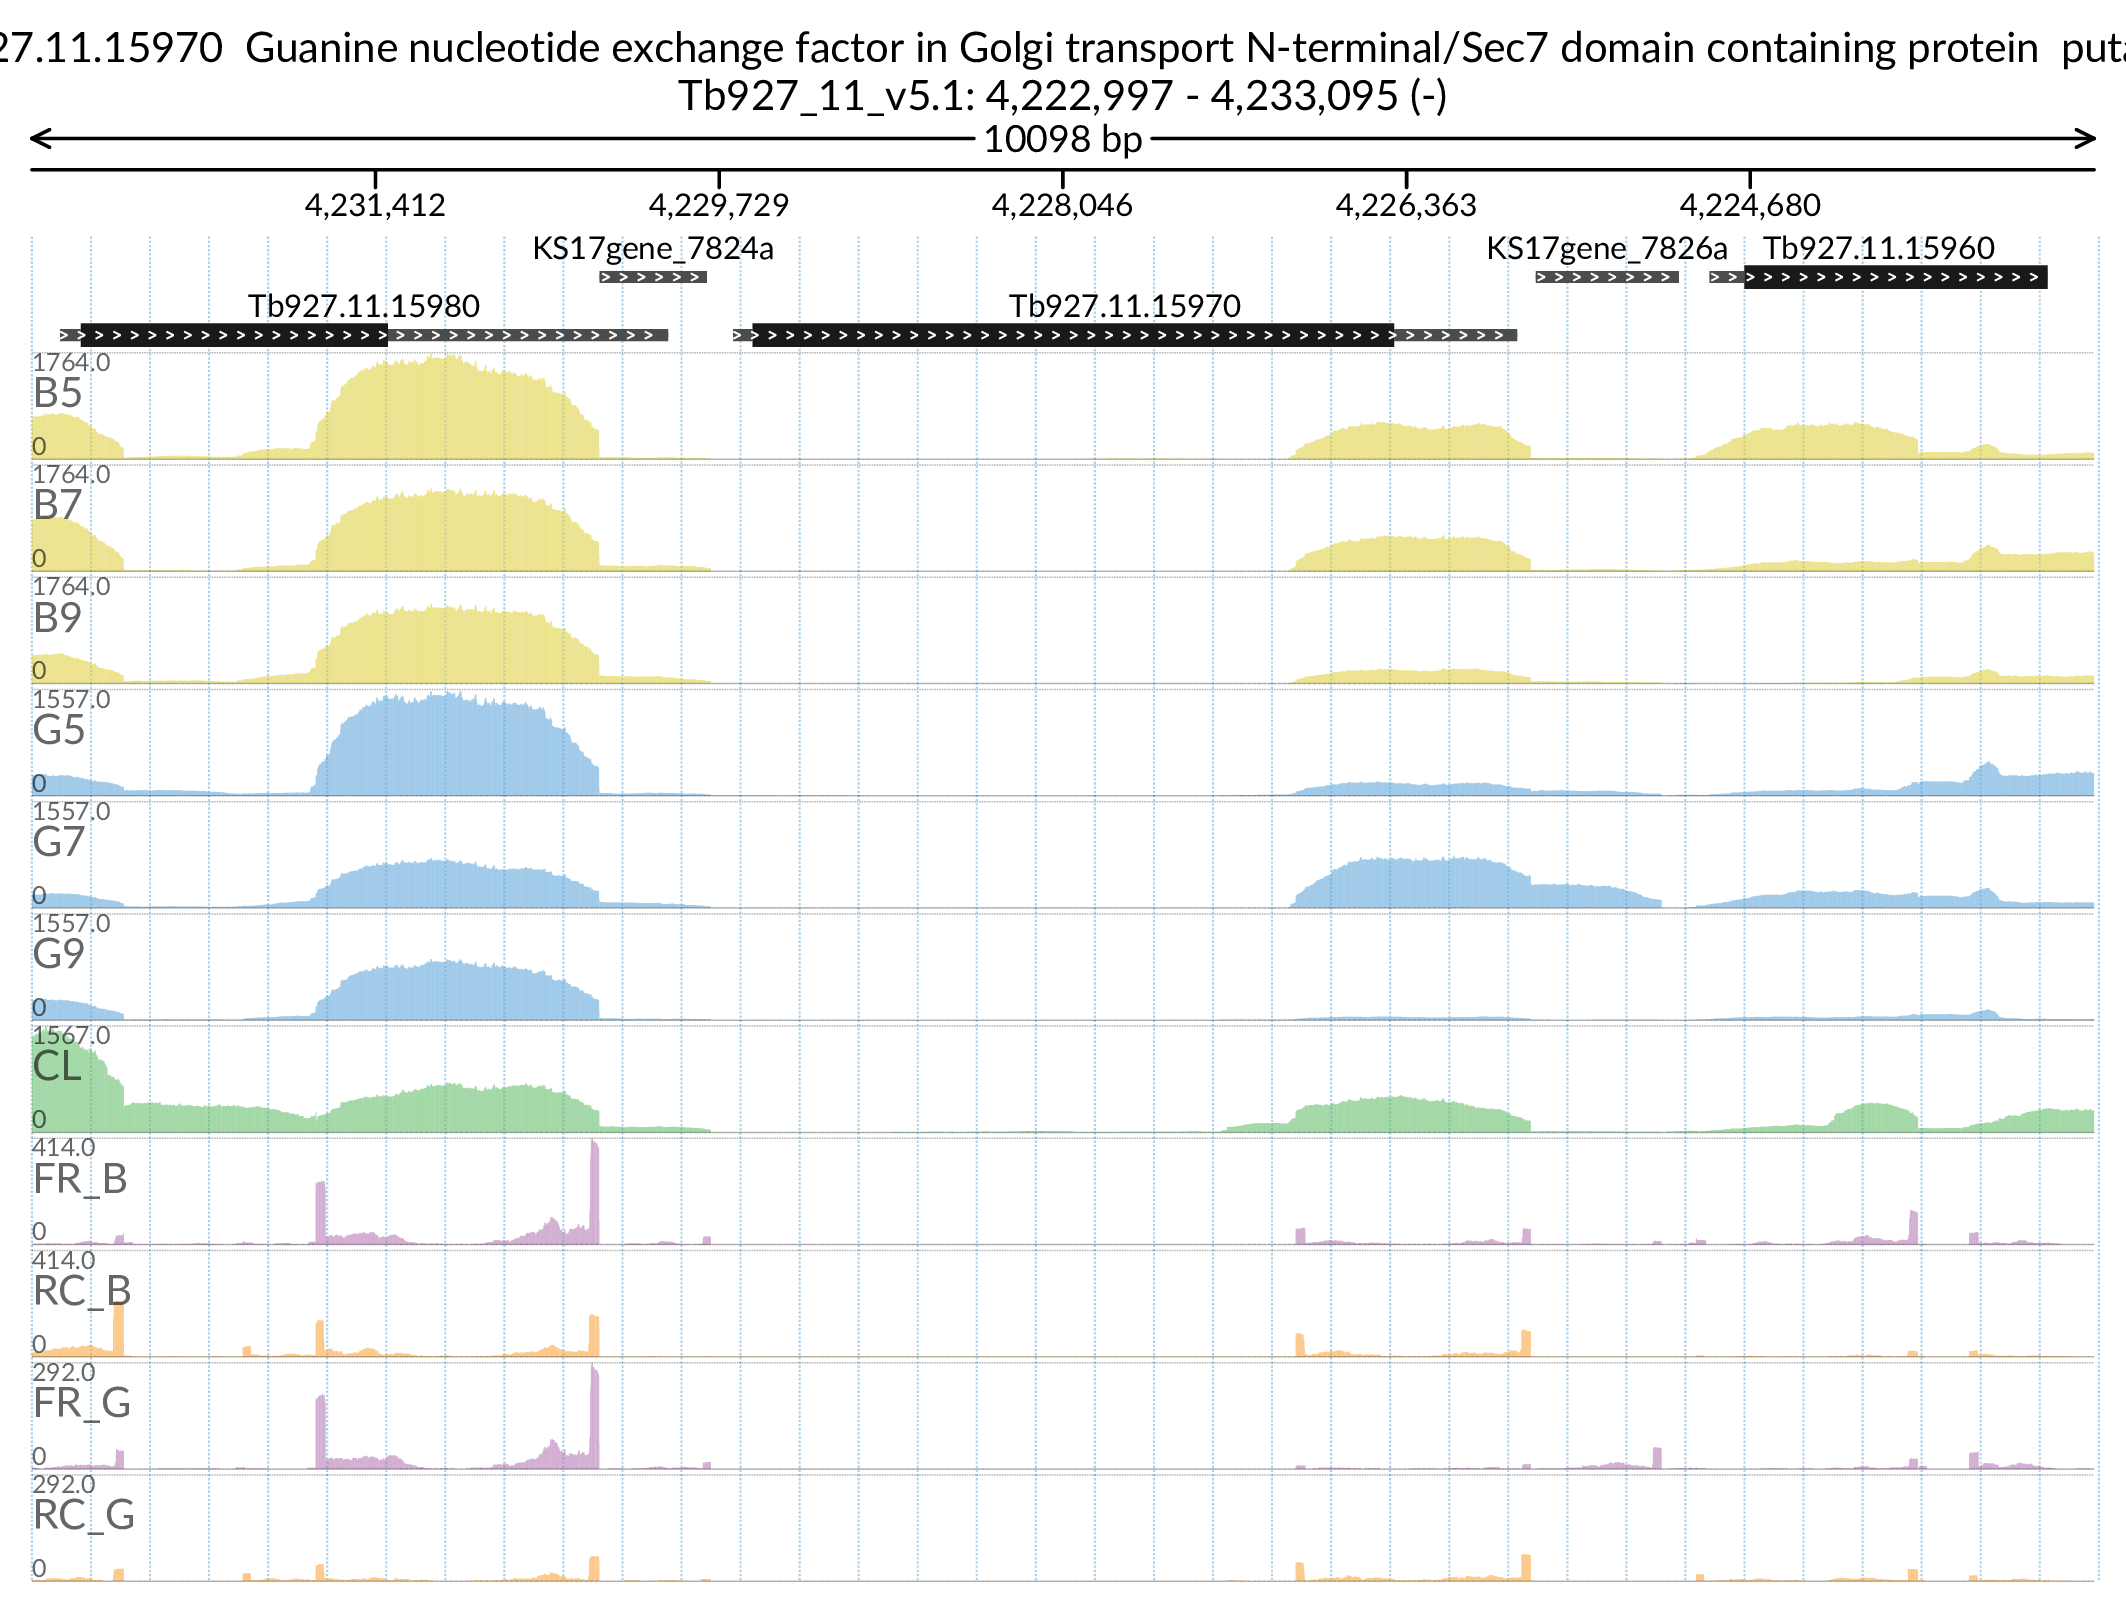 27.11.15970 Guanine nucleotide exchange factor in Golgi transport N-terminal/Sec7 domain containing protein puta
Tb927_11_v5.1: 4,222,997 - 4,233,095 (-)
10098 bp
4,231,412 4,229,729 4,228,046 4,226,363 4,224,680
KS17gene_7824a KS17gene_7826a Tb927.11.15960
Tb927.11.15980 Tb927.11.15970
1764.0
B5
0
1764.0
B7
0
1764.0
B9
0
1557.0
G5
0
1557.0
G7
0
1557.0
G9
0
1567.0
CL
0
414.0
FR_B
0
414.0
RC_B
0
292.0
FR_G
0
292.0
RC_G
0